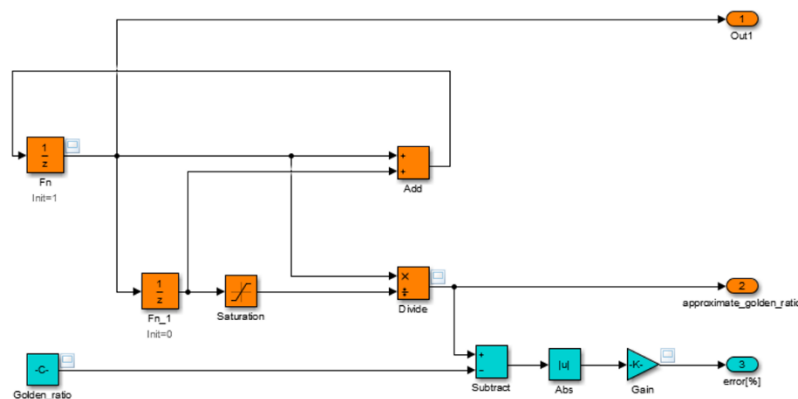 1
Out1
1
z
Fn
Init=1
+
+
Add
1
z
Fn_1
Init=0
Saturation
×
÷
Divide
2
approximate_golden_ratio
-C-
Golden ratio
+
−
Subtract
|u|
Abs
-K-
Gain
3
error[%]